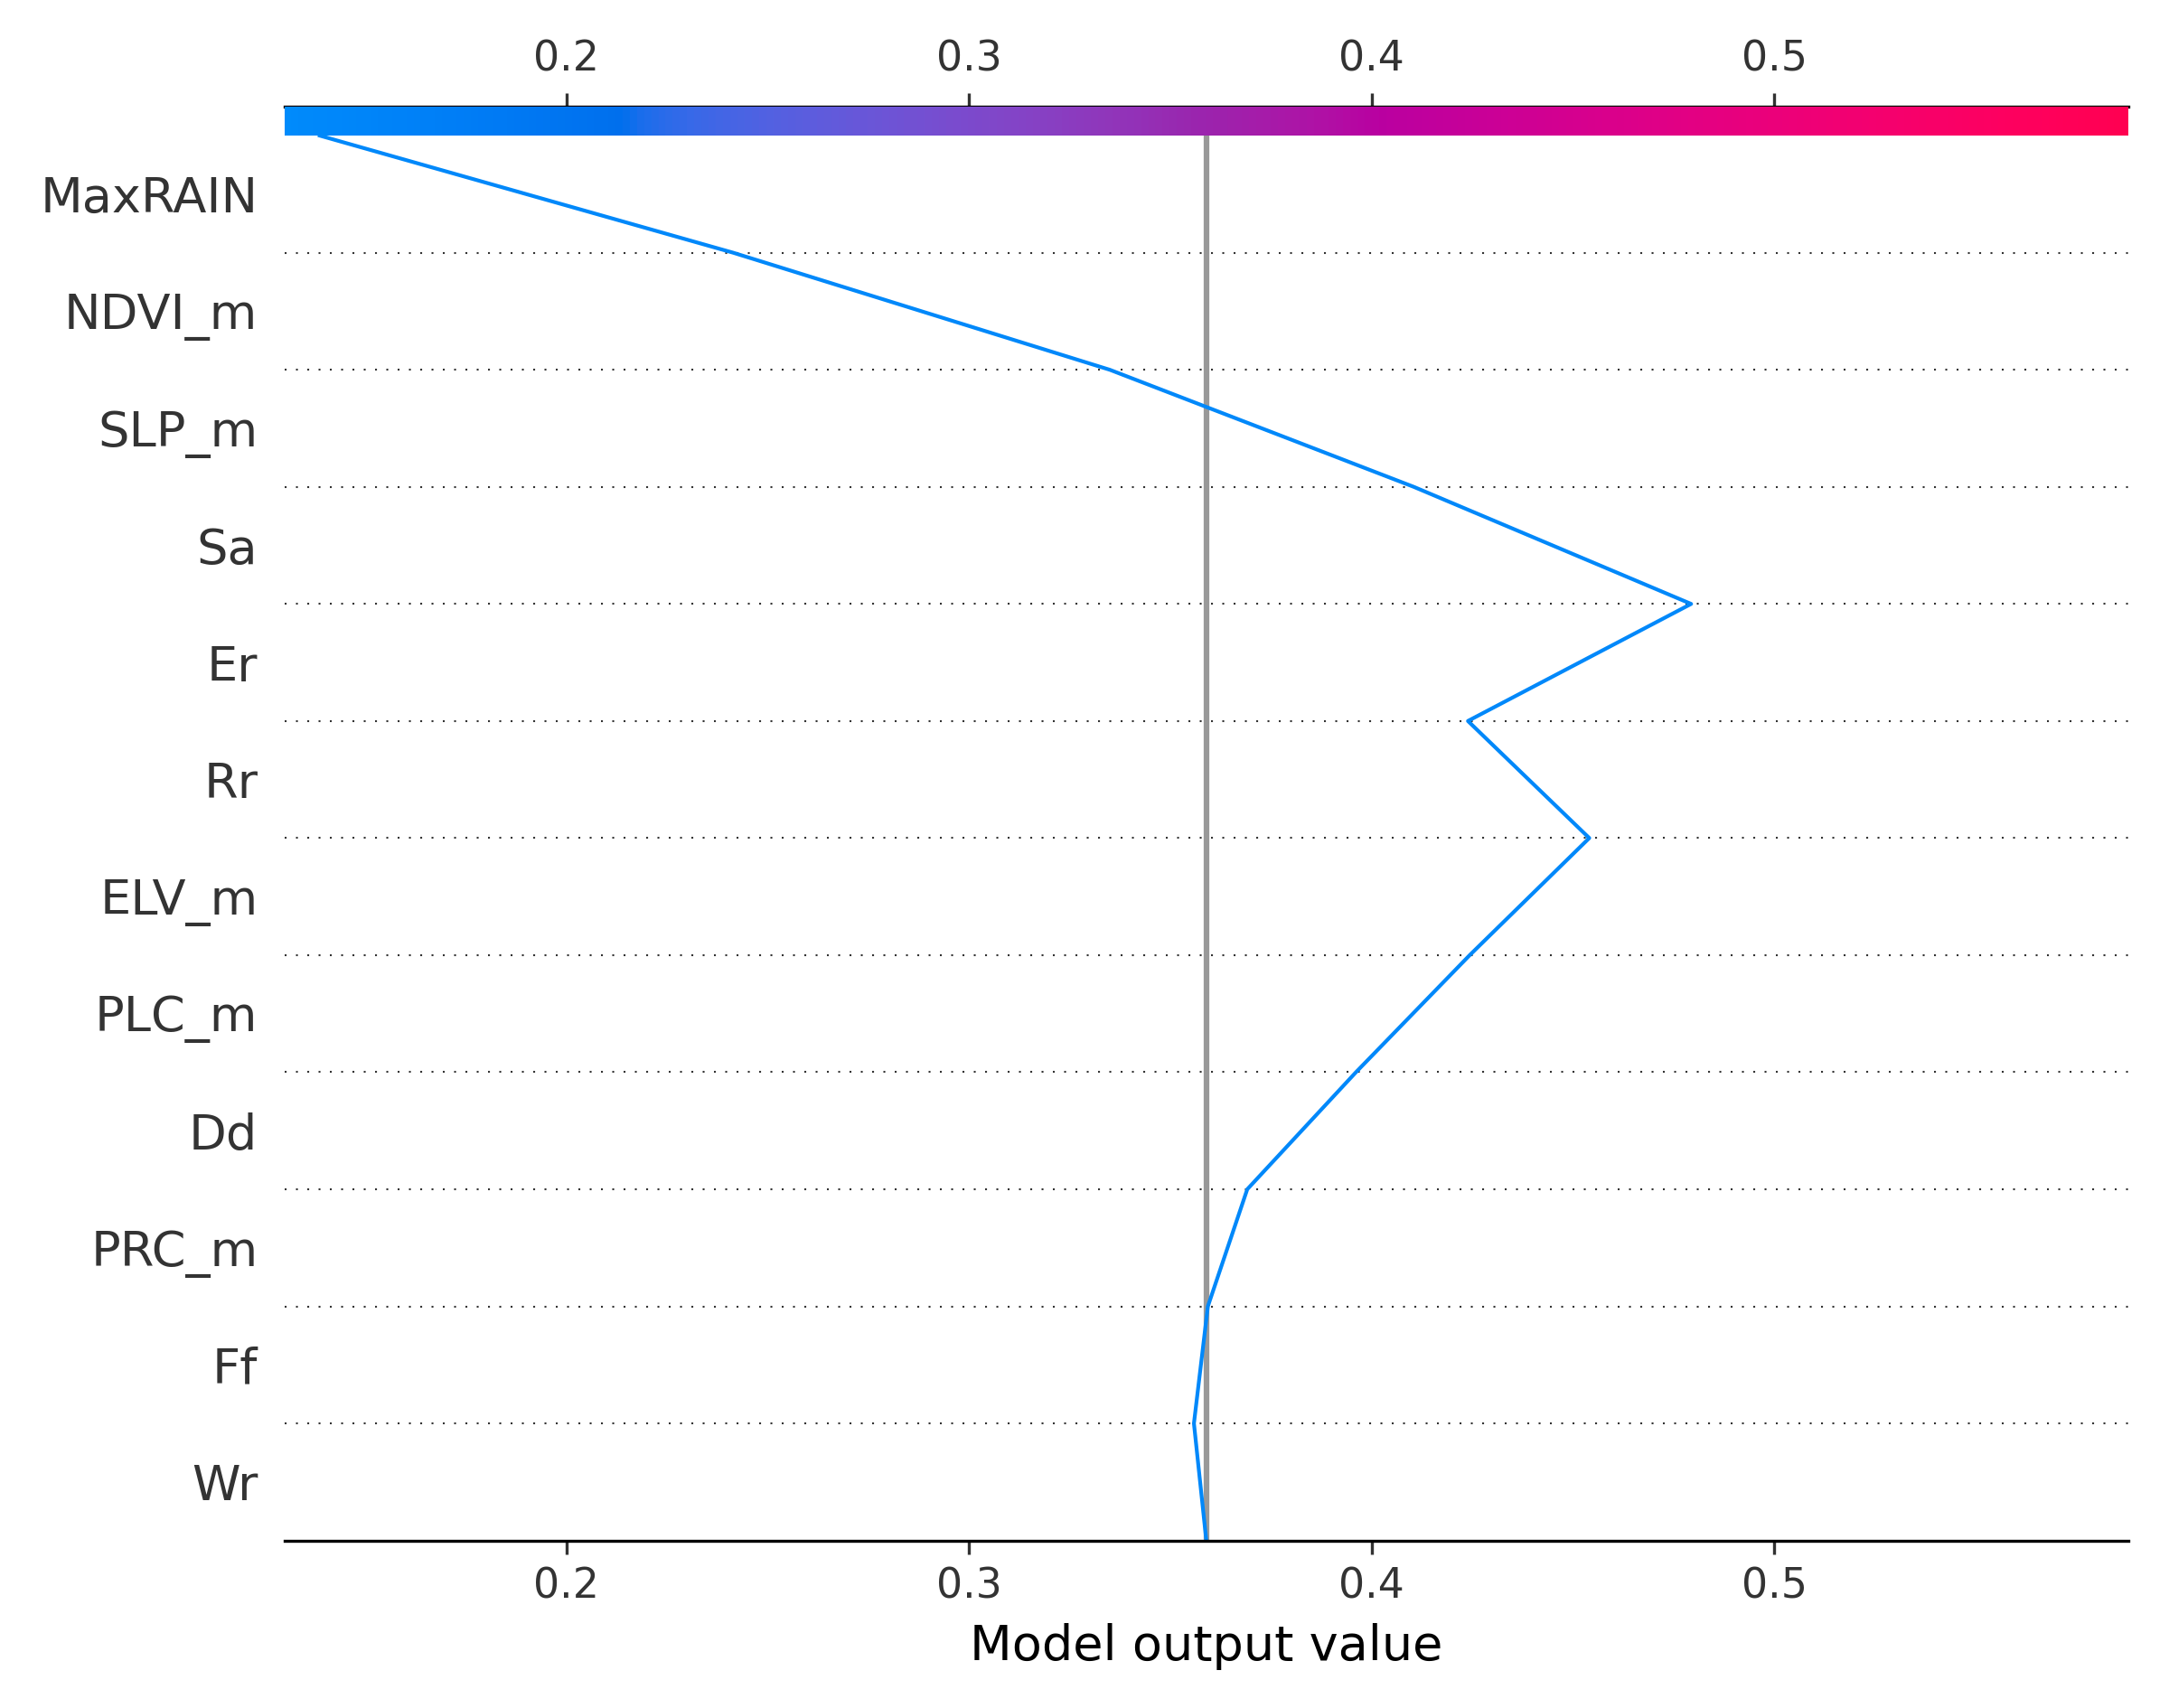 0.2 0.3 0.4 0.5
MaxRAIN
NDVI_m
SLP_m
Sa
Er
Rr
ELV_m
PLC_m
Dd
PRC_m
Ff
Wr
0.2 0.3 0.4 0.5
Model output value